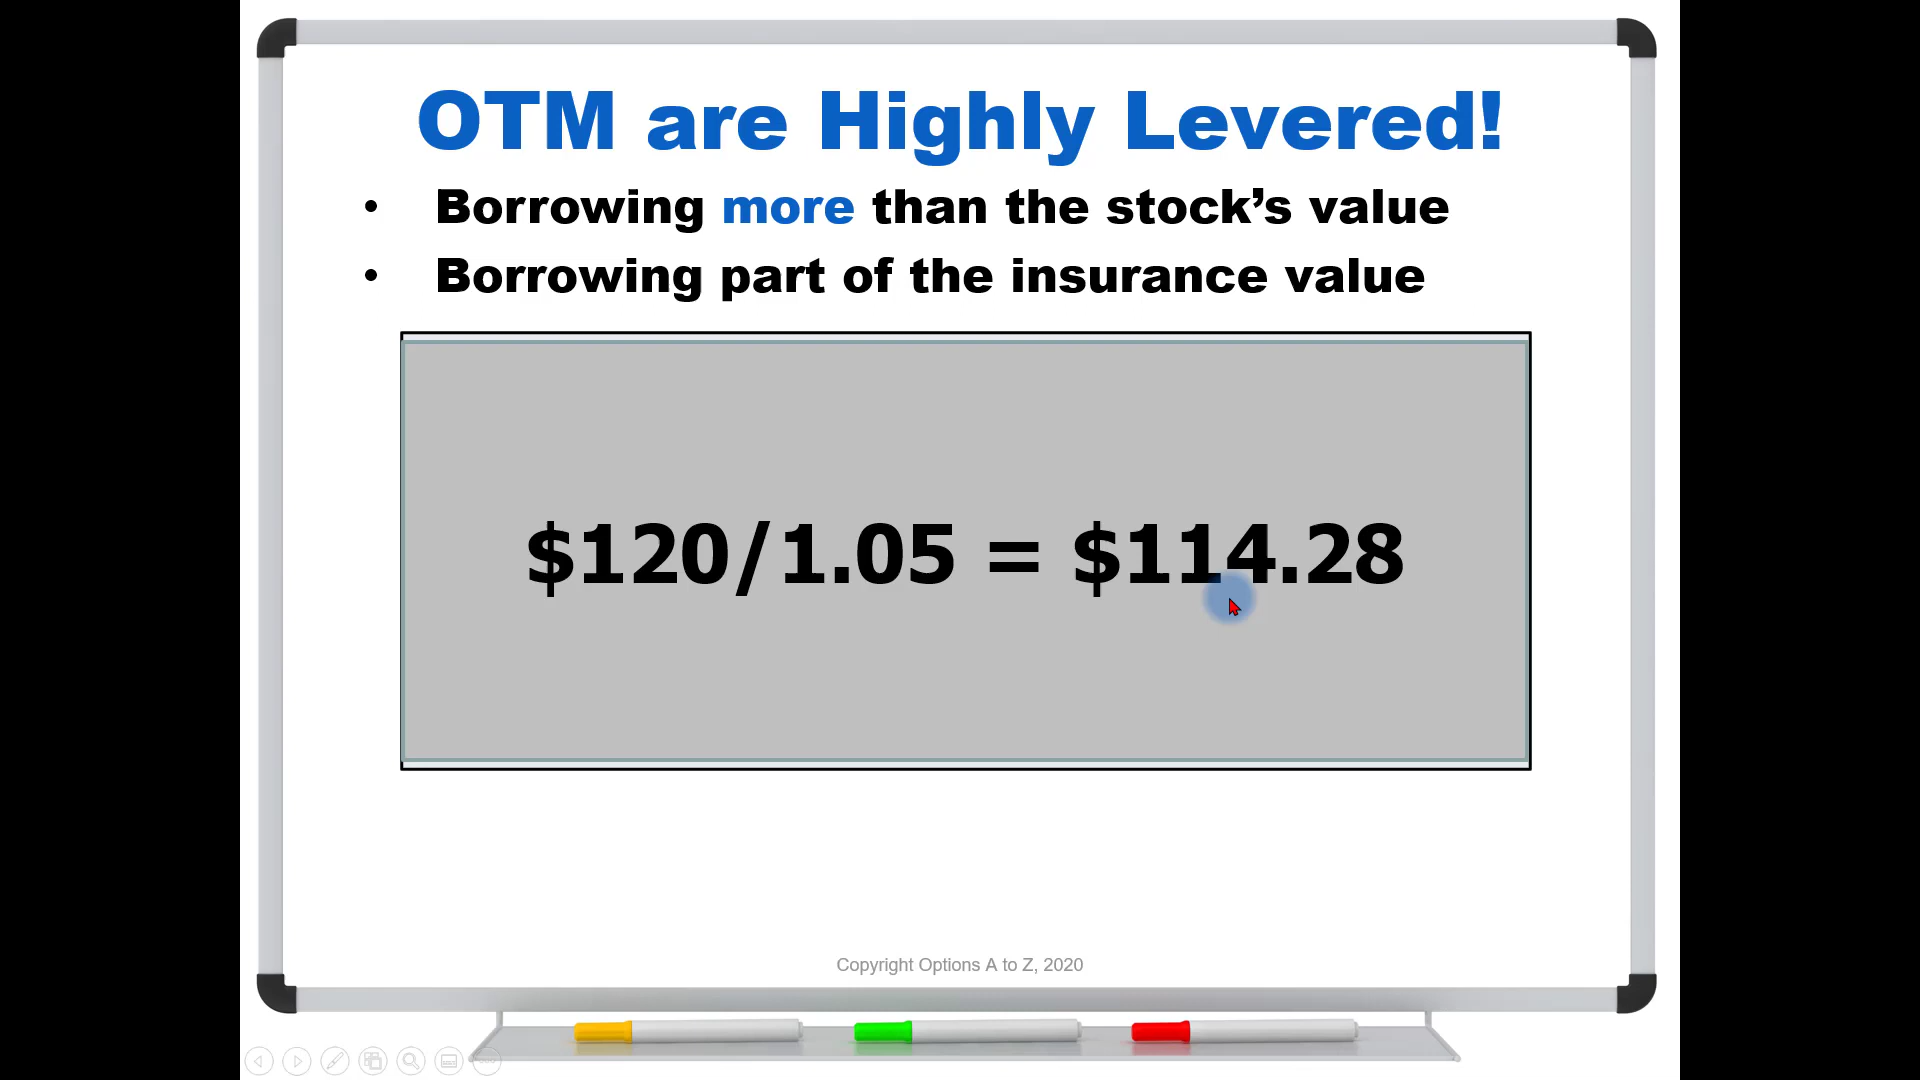 OTM are Highly Levered!
• Borrowing more than the stock’s value
• Borrowing part of the insurance value
$120/1.05 = $114.28
Copyright Options A to Z, 2020